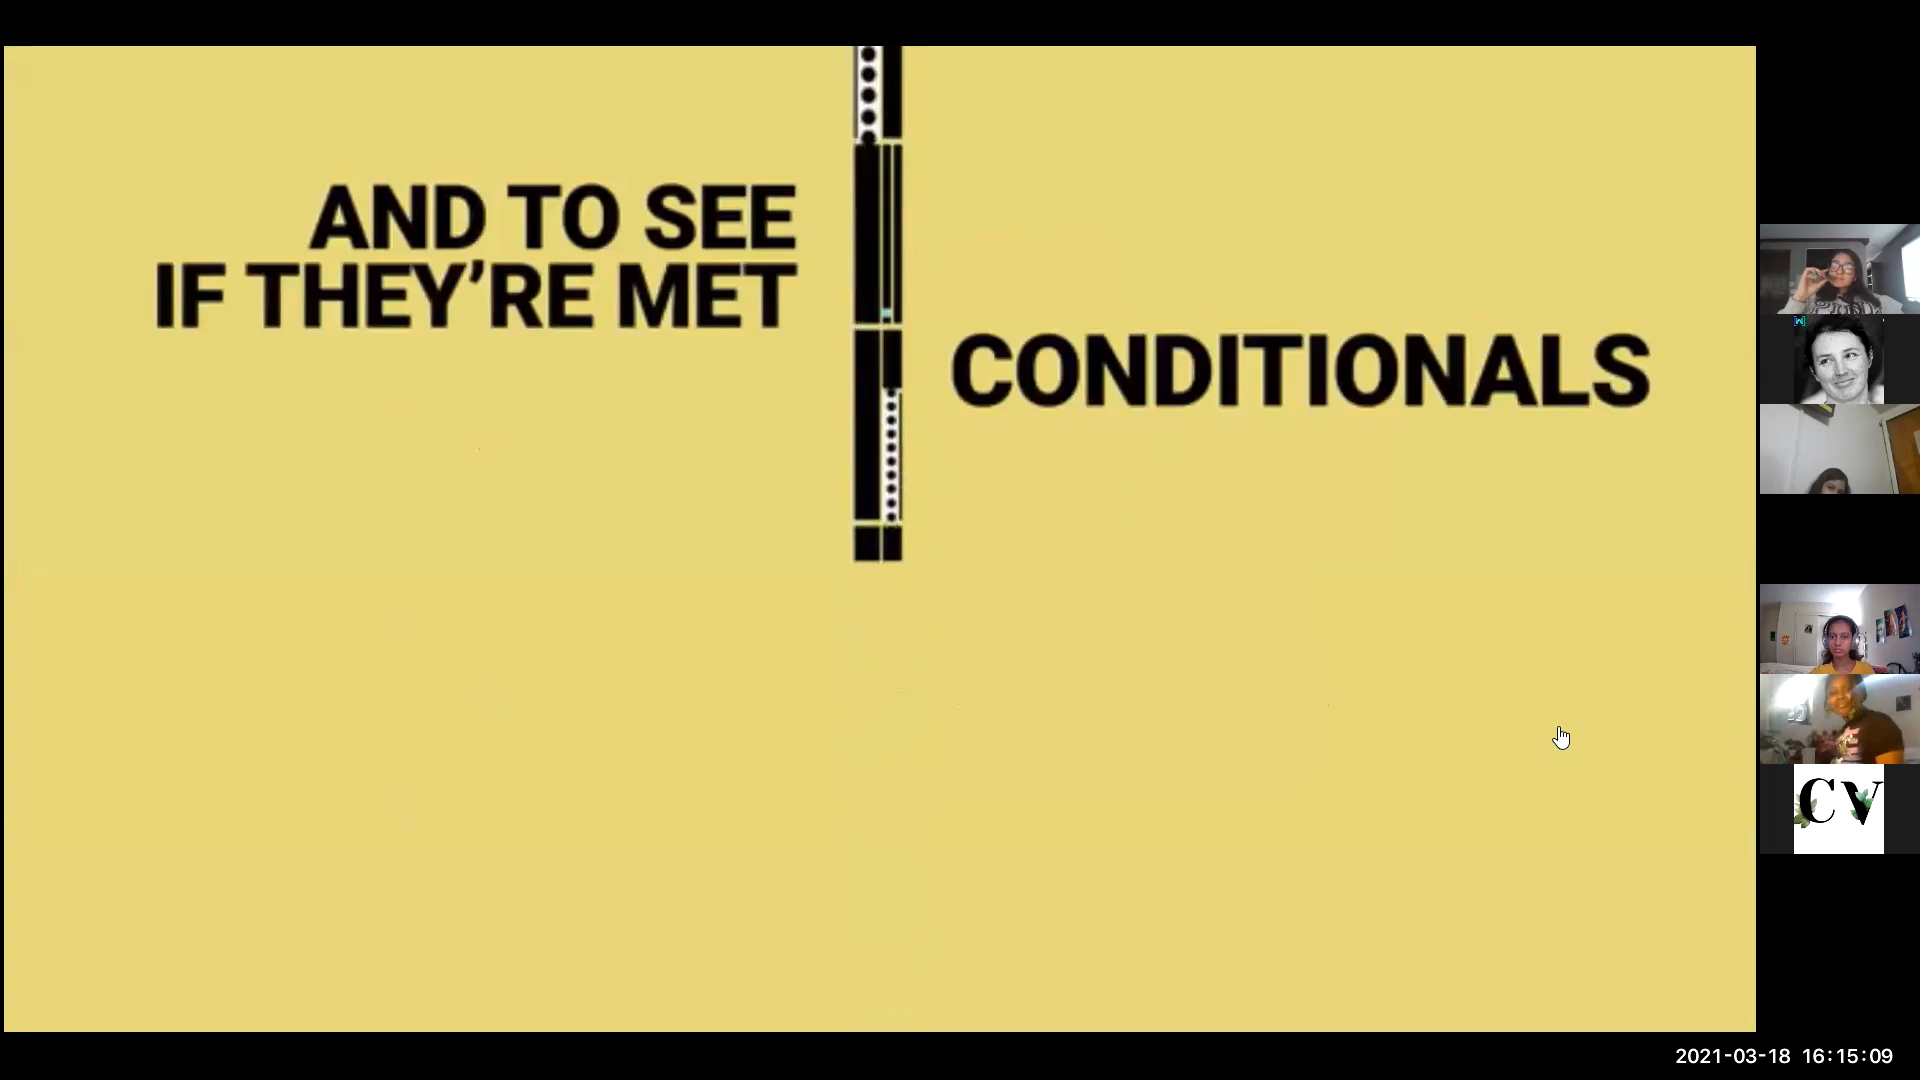 AND TO SEE
IF THEY’RE MET
CONDITIONALS
CV
2021-03-18 16:15:09